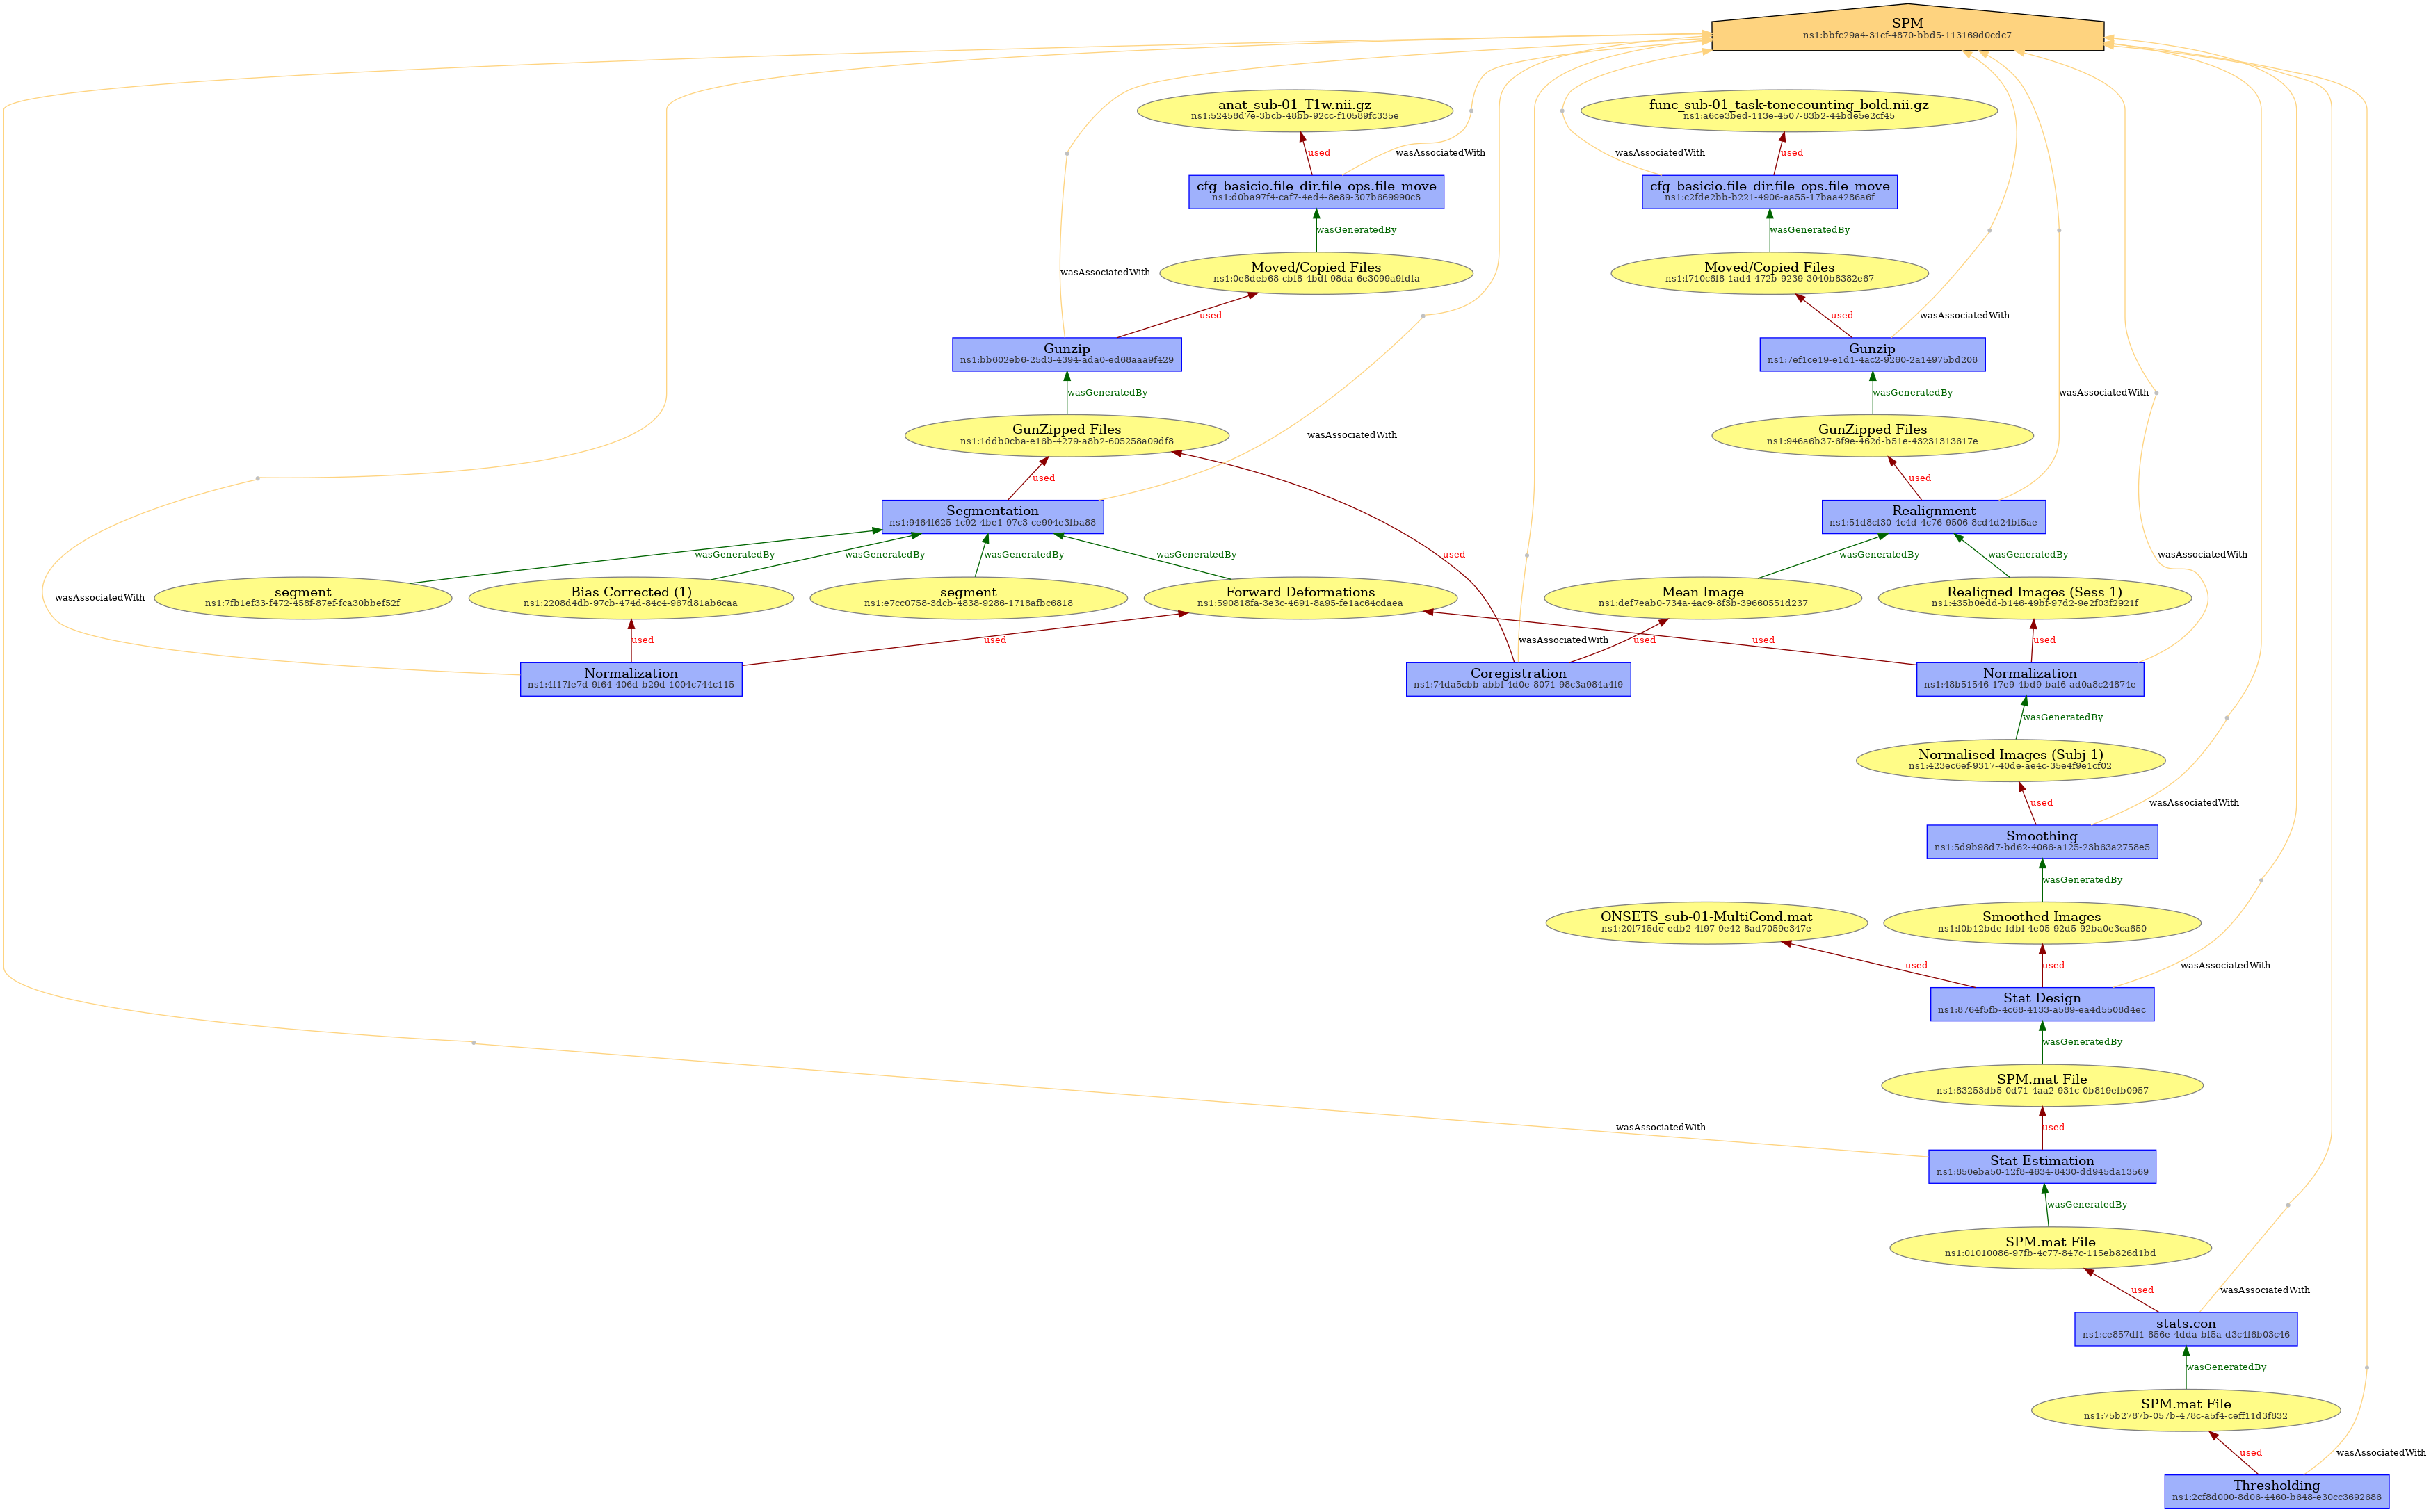 SPM
ns1:bbfc29a4-31cf-4870-bbd5-113169d0cdc7
anat_sub-01_T1w.nii.gz
ns1:52458d7e-3bcb-48bb-92cc-f10589fc335e
func_sub-01_task-tonecounting_bold.nii.gz
ns1:a6ce3bed-113e-4507-83b2-44bde5e2cf45
used
wasAssociatedWith
wasAssociatedWith
used
cfg_basicio.file_dir.file_ops.file_move
ns1:d0ba97f4-caf7-4ed4-8e89-307b669990c8
cfg_basicio.file_dir.file_ops.file_move
ns1:c2fde2bb-b221-4906-aa55-17baa4286a6f
wasGeneratedBy
wasGeneratedBy
wasAssociatedWith
Moved/Copied Files
ns1:0e8deb68-cbf8-4bdf-98da-6e3099a9fdfa
Moved/Copied Files
ns1:f710c6f8-1ad4-472b-9239-3040b8382e67
used
used
wasAssociatedWith
Gunzip
ns1:bb602eb6-25d3-4394-ada0-ed68aaa9f429
Gunzip
ns1:7ef1ce19-e1d1-4ac2-9260-2a14975bd206
wasGeneratedBy
wasGeneratedBy
wasAssociatedWith
GunZipped Files
ns1:1ddb0cba-e16b-4279-a8b2-605258a09df8
wasAssociatedWith
GunZipped Files
ns1:946a6b37-6f9e-462d-b51e-43231313617e
used
used
Segmentation
ns1:9464f625-1c92-4be1-97c3-ce994e3fba88
Realignment
ns1:51d8cf30-4c4d-4c76-9506-8cd4d24bf5ae
wasGeneratedBy
wasGeneratedBy
wasGeneratedBy
wasGeneratedBy
used
wasGeneratedBy
wasGeneratedBy
wasAssociatedWith
wasAssociatedWith
segment
ns1:7fb1ef33-f472-458f-87ef-fca30bbef52f
Bias Corrected (1)
ns1:2208d4db-97cb-474d-84c4-967d81ab6caa
segment
ns1:e7cc0758-3dcb-4838-9286-1718afbc6818
Forward Deformations
ns1:590818fa-3e3c-4691-8a95-fe1ac64cdaea
Mean Image
ns1:def7eab0-734a-4ac9-8f3b-39660551d237
Realigned Images (Sess 1)
ns1:435b0edd-b146-49bf-97d2-9e2f03f2921f
used
used
wasAssociatedWith
used
used
used
Normalization
ns1:4f17fe7d-9f64-406d-b29d-1004c744c115
Coregistration
ns1:74da5cbb-abbf-4d0e-8071-98c3a984a4f9
Normalization
ns1:48b51546-17e9-4bd9-baf6-ad0a8c24874e
wasGeneratedBy
Normalised Images (Subj 1)
ns1:423ec6ef-9317-40de-ae4c-35e4f9e1cf02
used
wasAssociatedWith
Smoothing
ns1:5d9b98d7-bd62-4066-a125-23b63a2758e5
wasGeneratedBy
ONSETS_sub-01-MultiCond.mat
ns1:20f715de-edb2-4f97-9e42-8ad7059e347e
Smoothed Images
ns1:f0b12bde-fdbf-4e05-92d5-92ba0e3ca650
used
used
wasAssociatedWith
Stat Design
ns1:8764f5fb-4c68-4133-a589-ea4d5508d4ec
wasGeneratedBy
SPM.mat File
ns1:83253db5-0d71-4aa2-931c-0b819efb0957
wasAssociatedWith
used
Stat Estimation
ns1:850eba50-12f8-4634-8430-dd945da13569
wasGeneratedBy
SPM.mat File
ns1:01010086-97fb-4c77-847c-115eb826d1bd
used
wasAssociatedWith
stats.con
ns1:ce857df1-856e-4dda-bf5a-d3c4f6b03c46
wasGeneratedBy
SPM.mat File
ns1:75b2787b-057b-478c-a5f4-ceff11d3f832
used
wasAssociatedWith
Thresholding
ns1:2cf8d000-8d06-4460-b648-e30cc3692686